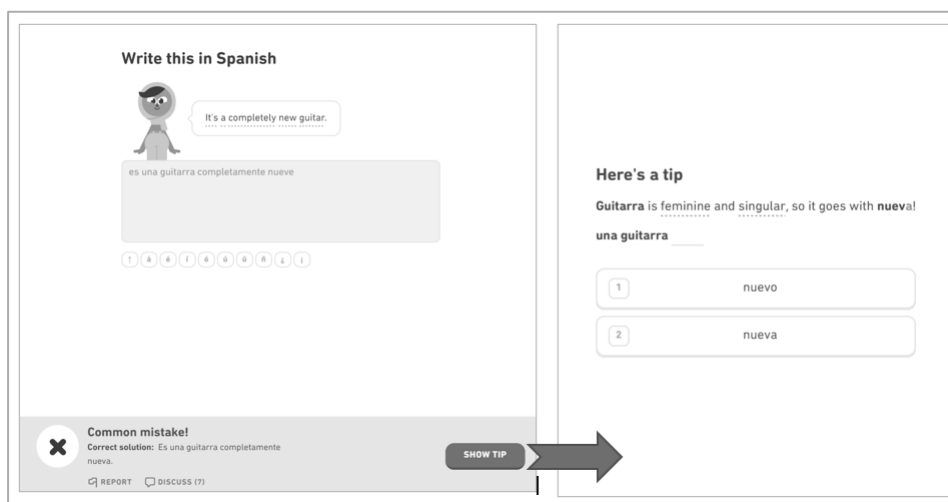 Write this in Spanish
It's a completely new guitar.
es una guitarra completamente nueve
↑ á é í ó ú ü ñ ¿ ¡
Common mistake!
Correct solution: Es una guitarra completamente
nueva.
REPORT DISCUSS (7)
SHOW TIP
Here's a tip
Guitarra is feminine and singular, so it goes with nueva!
una guitarra ____
1 nuevo
2 nueva